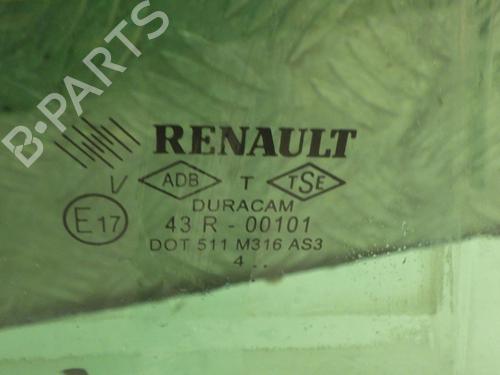 B-PARTS
RENAULT
V ADB T TSE
DURACAM
E17 43 R - 00101
DOT 511 M316 AS3
4 ..